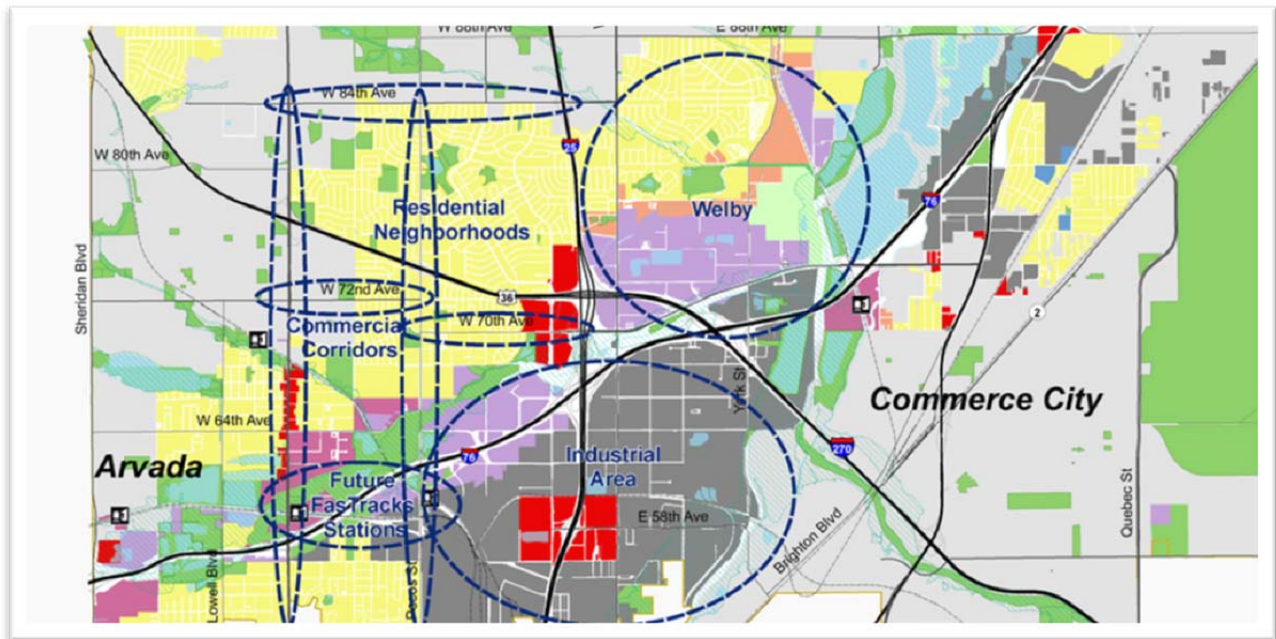 W 88th Ave
E 88th Ave
W 84th Ave
25
W 80th Ave
76
Residential
Neighborhoods
Welby
Sheridan Blvd
W 72nd Ave
36
2
Commercial
Corridors
W 70th Ave
York St
Commerce City
W 64th Ave
Arvada
76
Industrial
Area
270
Future
FasTracks
Stations
E 58th Ave
Quebec St
Brighton Blvd
Lowell Blvd
Pecos St